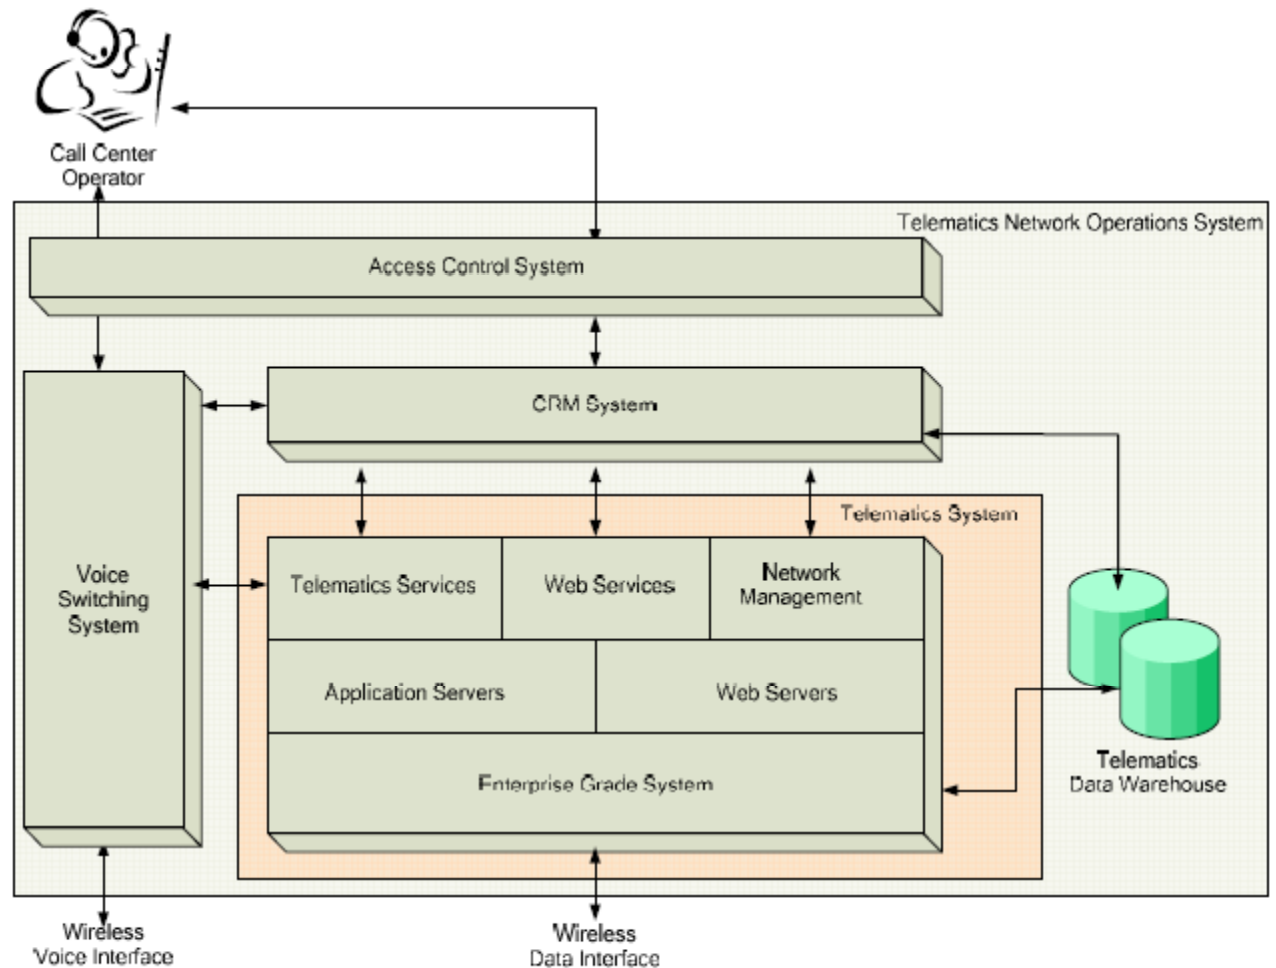 Call Center
Operator
Telematics Network Operations System
Access Control System
CRM System
Telematics System
Voice
Switching
System
Telematics Services
Web Services
Network
Management
Application Servers
Web Servers
Enterprise Grade System
Telematics
Data Warehouse
Wireless
Voice Interface
Wireless
Data Interface